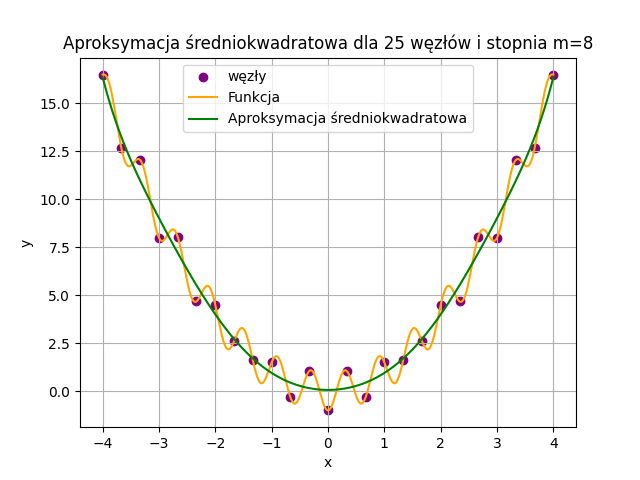 Aproksymacja średniokwadratowa dla 25 węzłów i stopnia m=8
węzły
Funkcja
Aproksymacja średniokwadratowa
15.0
12.5
10.0
7.5
5.0
2.5
0.0
y
−4
−3
−2
−1
0
1
2
3
4
x